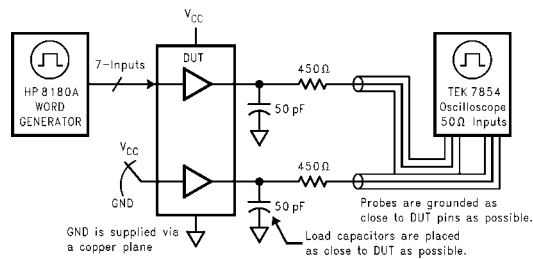 V_CC
DUT
7-Inputs
HP 8180A
WORD
GENERATOR
450Ω
50 pF
TEK 7854
Oscilloscope
50Ω Inputs
V_CC
GND
450Ω
50 pF
GND is supplied via
a copper plane
Probes are grounded as
close to DUT pins as possible.
Load capacitors are placed
as close to DUT as possible.